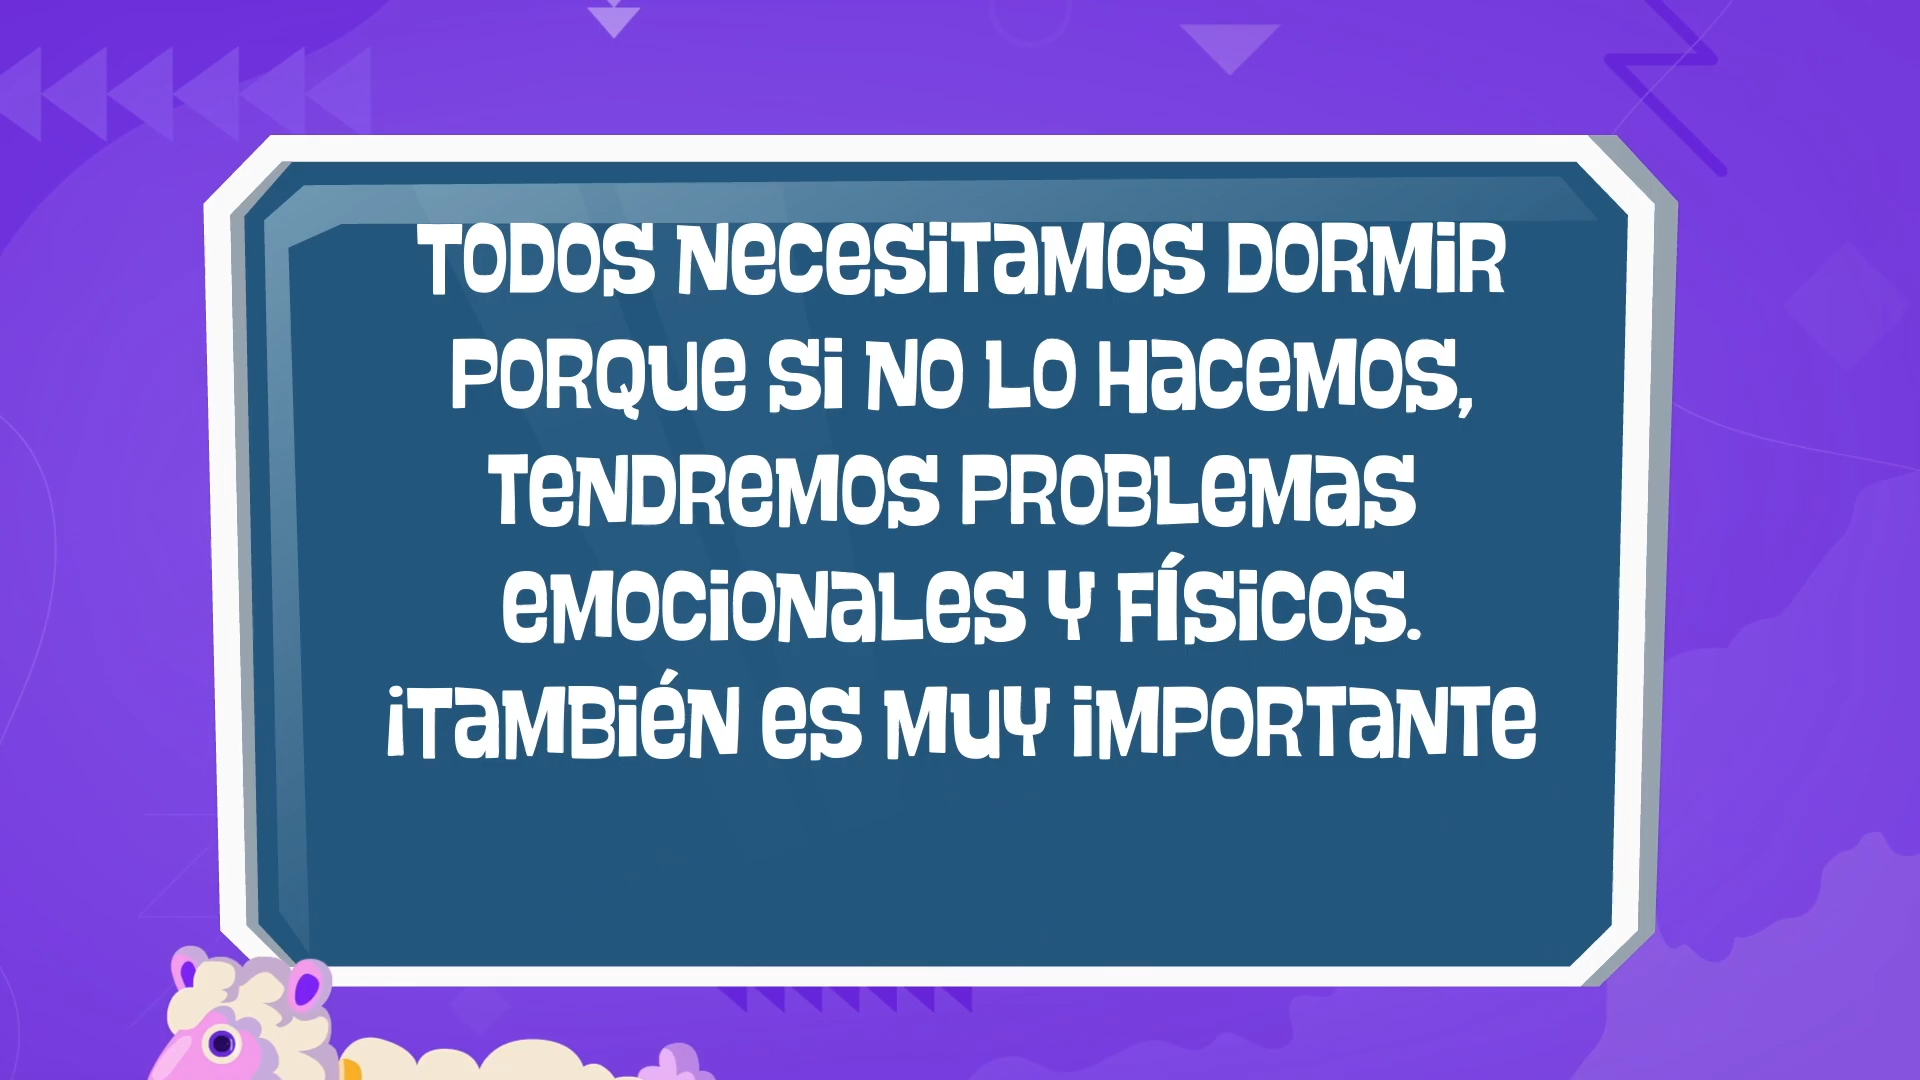 Todos necesitamos dormir
porque si no lo hacemos,
tendremos problemas
emocionales y físicos.
¡También es muy importante